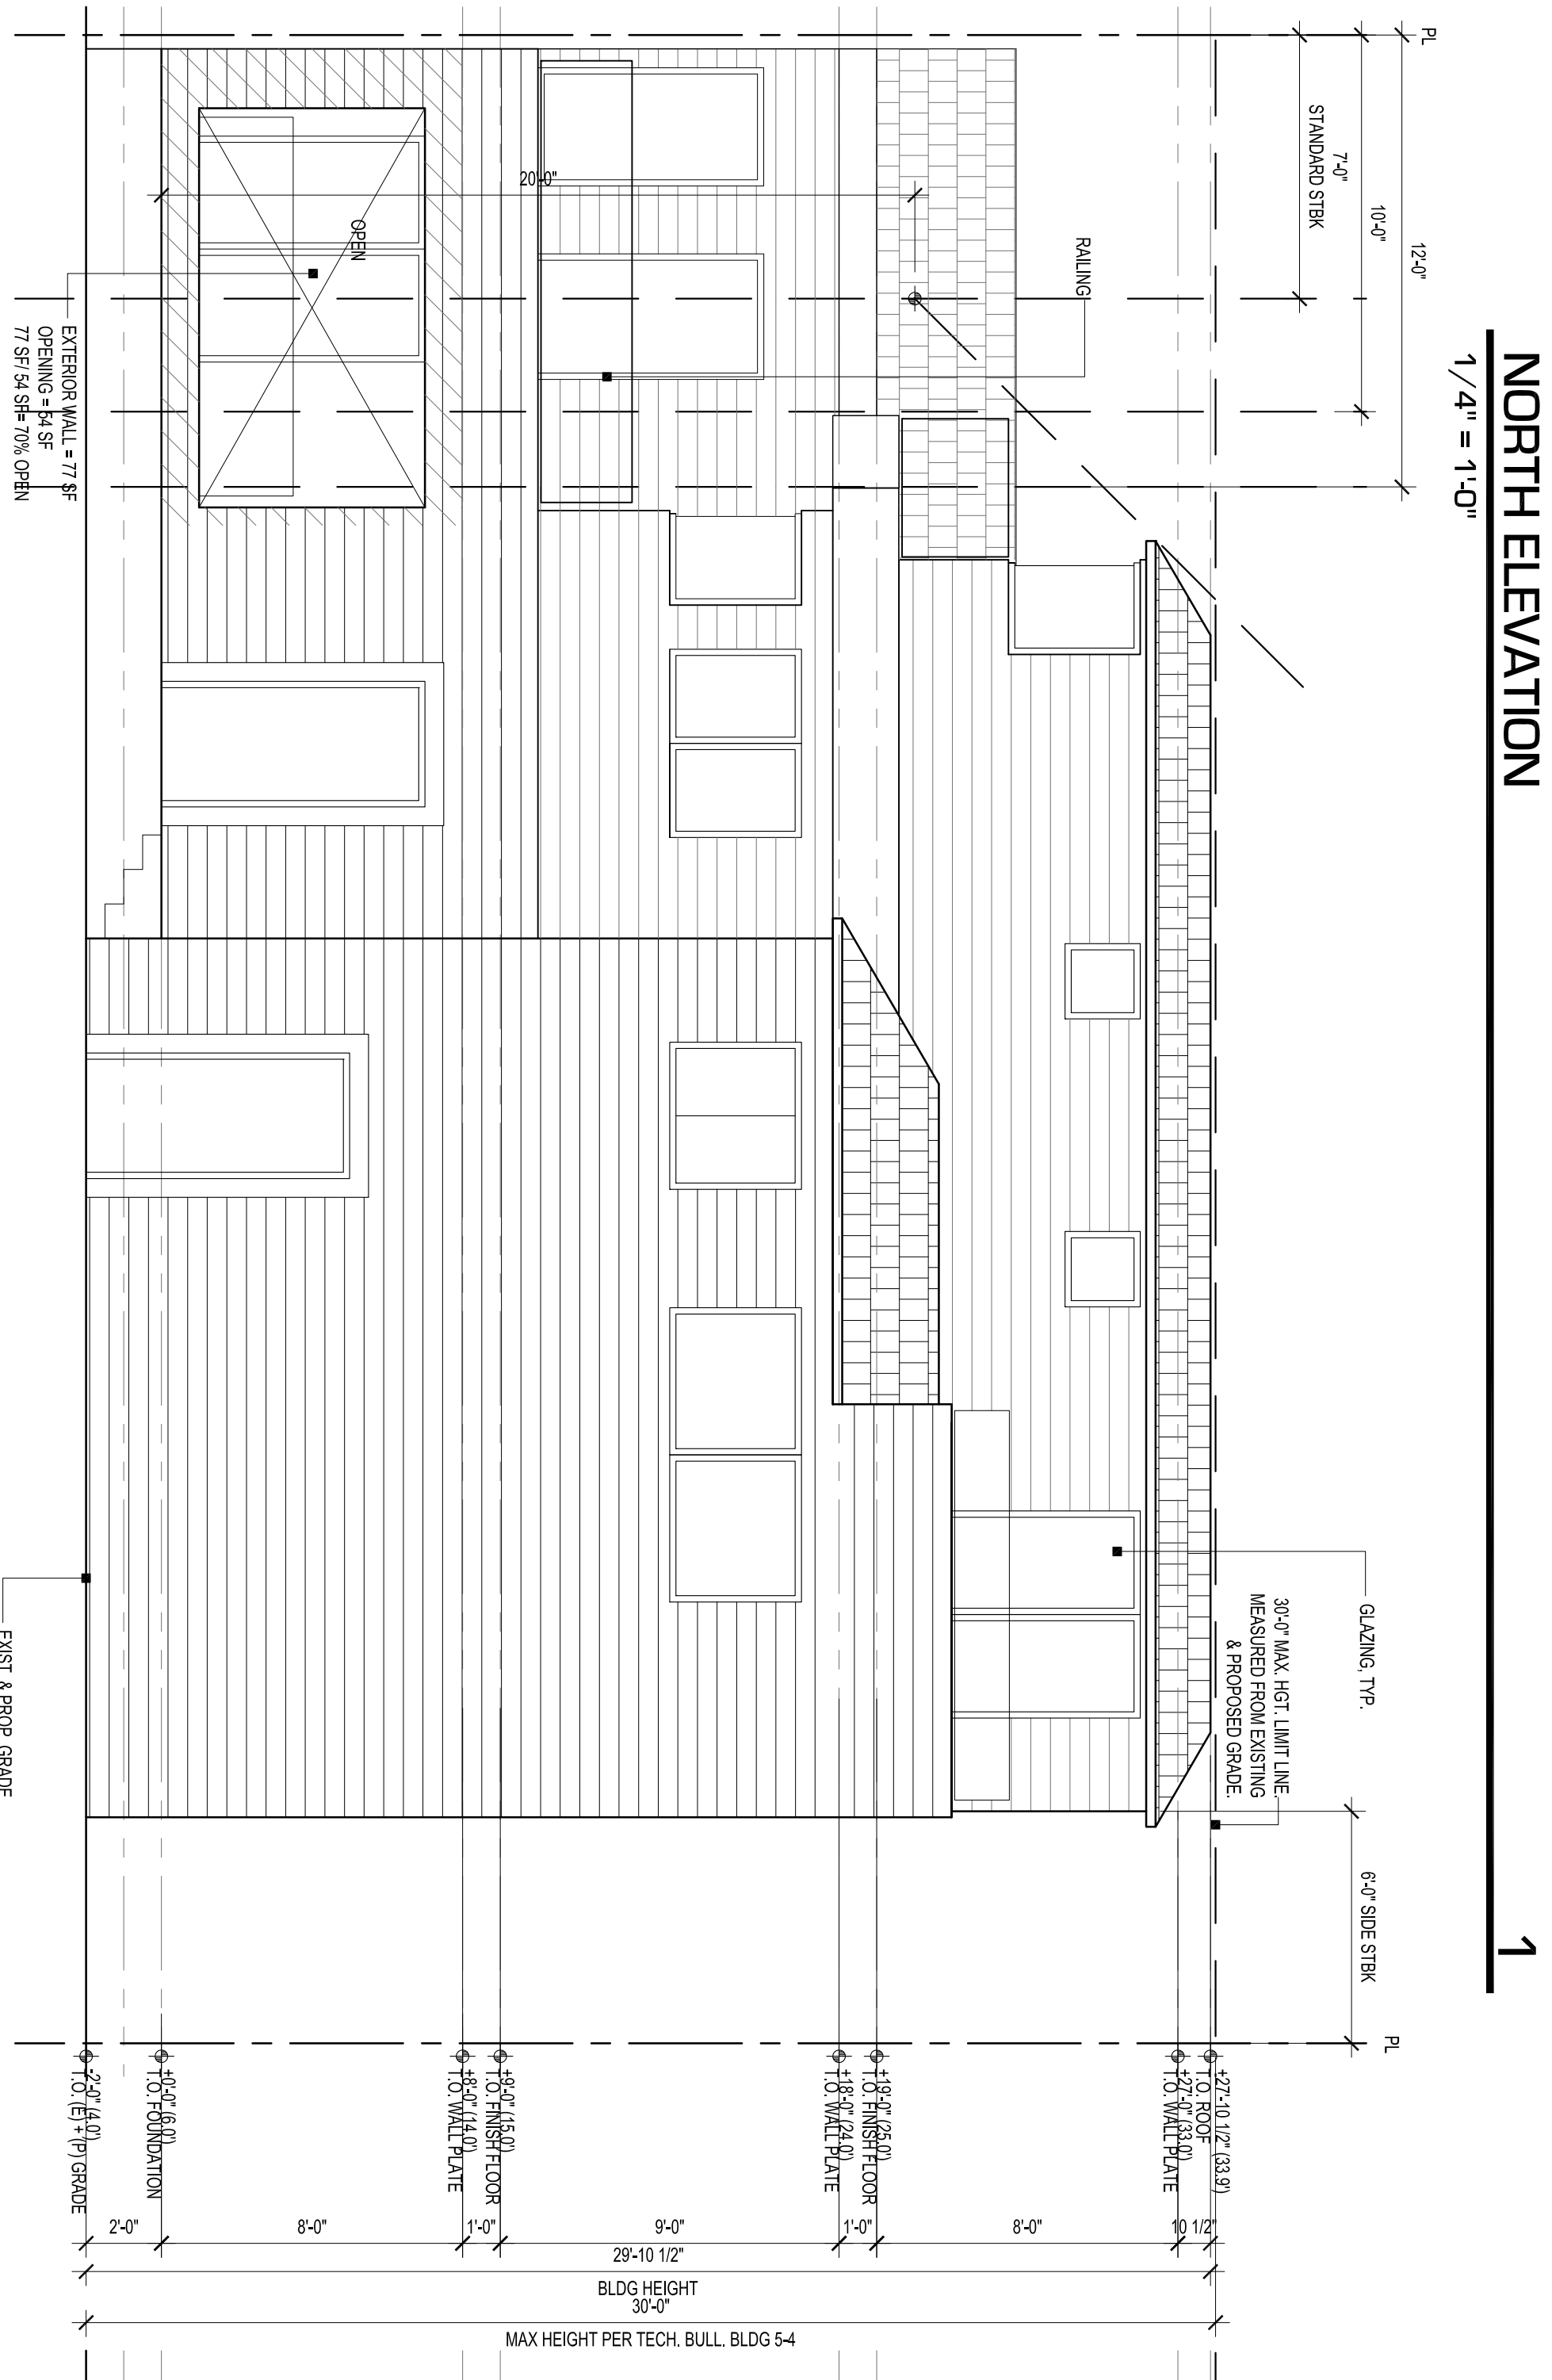 NORTH ELEVATION
1
1/4" = 1'-0"
PL
12'-0"
10'-0"
7'-0"
STANDARD STBK
RAILING
20'-0"
OPEN
EXTERIOR WALL = 77 SF
OPENING = 54 SF
77 SF/ 54 SF= 70% OPEN
GLAZING, TYP.
30'-0" MAX. HGT. LIMIT LINE.
MEASURED FROM EXISTING
& PROPOSED GRADE.
6'-0" SIDE STBK
PL
EXIST. & PROP. GRADE
+27'-10 1/2" (33.9')
T.O. ROOF
+27'-0" (33.0')
T.O. WALL PLATE
+19'-0" (25.0')
T.O. FINISH FLOOR
+18'-0" (24.0')
T.O. WALL PLATE
+9'-0" (15.0')
T.O. FINISH FLOOR
+8'-0" (14.0')
T.O. WALL PLATE
+0'-0" (6.0')
T.O. FOUNDATION
-2'-0" (4.0')
T.O. (E) + (P) GRADE
2'-0"
8'-0"
1'-0"
9'-0"
1'-0"
8'-0"
10 1/2"
29'-10 1/2"
BLDG HEIGHT
30'-0"
MAX HEIGHT PER TECH. BULL. BLDG 5-4